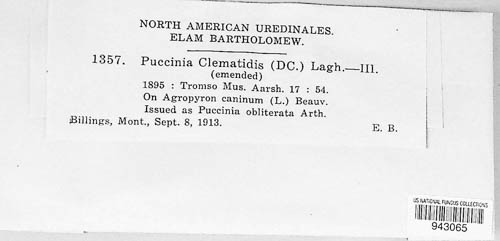 NORTH AMERICAN UREDINALES.
ELAM BARTHOLOMEW.
1357. Puccinia Clematidis (DC.) Lagh.—III.
(emended)
1895 : Tromso Mus. Aarsh. 17 : 54.
On Agropyron caninum (L.) Beauv.
Issued as Puccinia obliterata Arth.
Billings, Mont., Sept. 8, 1913. E. B.
US NATIONAL FUNGUS COLLECTIONS
943065